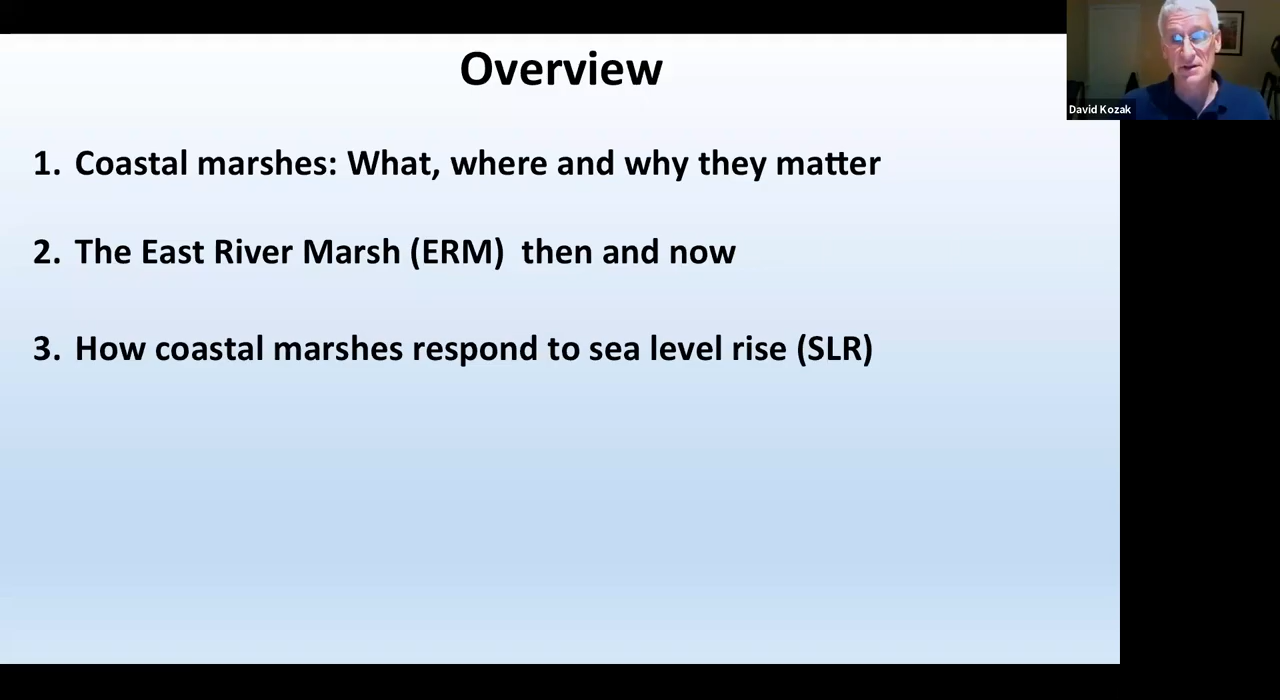 Overview
David Kozak
1. Coastal marshes: What, where and why they matter
2. The East River Marsh (ERM) then and now
3. How coastal marshes respond to sea level rise (SLR)